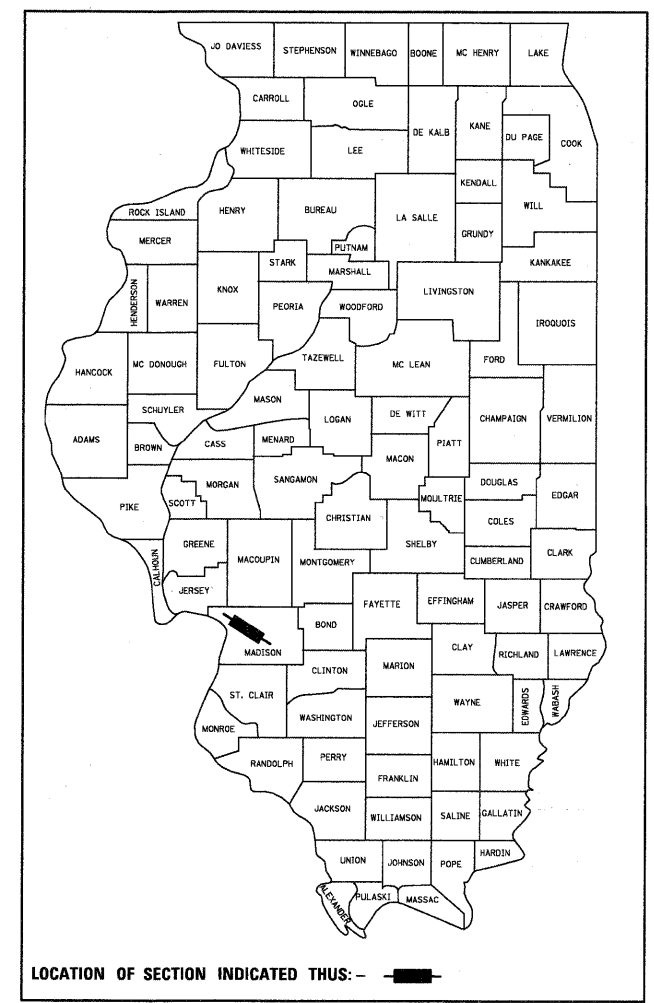 JO DAVIESS
STEPHENSON
WINNEBAGO
BOONE
MC HENRY
LAKE
CARROLL
OGLE
DE KALB
KANE
DU PAGE
COOK
WHITESIDE
LEE
KENDALL
WILL
ROCK ISLAND
HENRY
BUREAU
LA SALLE
GRUNDY
MERCER
PUTNAM
STARK
MARSHALL
KANKAKEE
HENDERSON
WARREN
KNOX
PEORIA
WOODFORD
LIVINGSTON
IROQUOIS
HANCOCK
MC DONOUGH
FULTON
TAZEWELL
MC LEAN
FORD
SCHUYLER
MASON
LOGAN
DE WITT
CHAMPAIGN
VERMILION
ADAMS
BROWN
CASS
MENARD
MACON
PIATT
PIKE
SCOTT
MORGAN
SANGAMON
CHRISTIAN
MOULTRIE
DOUGLAS
EDGAR
COLES
CALHOUN
GREENE
MACOUPIN
MONTGOMERY
SHELBY
CUMBERLAND
CLARK
JERSEY
FAYETTE
EFFINGHAM
JASPER
CRAWFORD
MADISON
BOND
CLAY
RICHLAND
LAWRENCE
CLINTON
MARION
ST. CLAIR
WAYNE
EDWARDS
WABASH
MONROE
WASHINGTON
JEFFERSON
RANDOLPH
PERRY
HAMILTON
WHITE
FRANKLIN
JACKSON
WILLIAMSON
SALINE
GALLATIN
UNION
JOHNSON
POPE
HARDIN
ALEXANDER
PULASKI
MASSAC
LOCATION OF SECTION INDICATED THUS:-